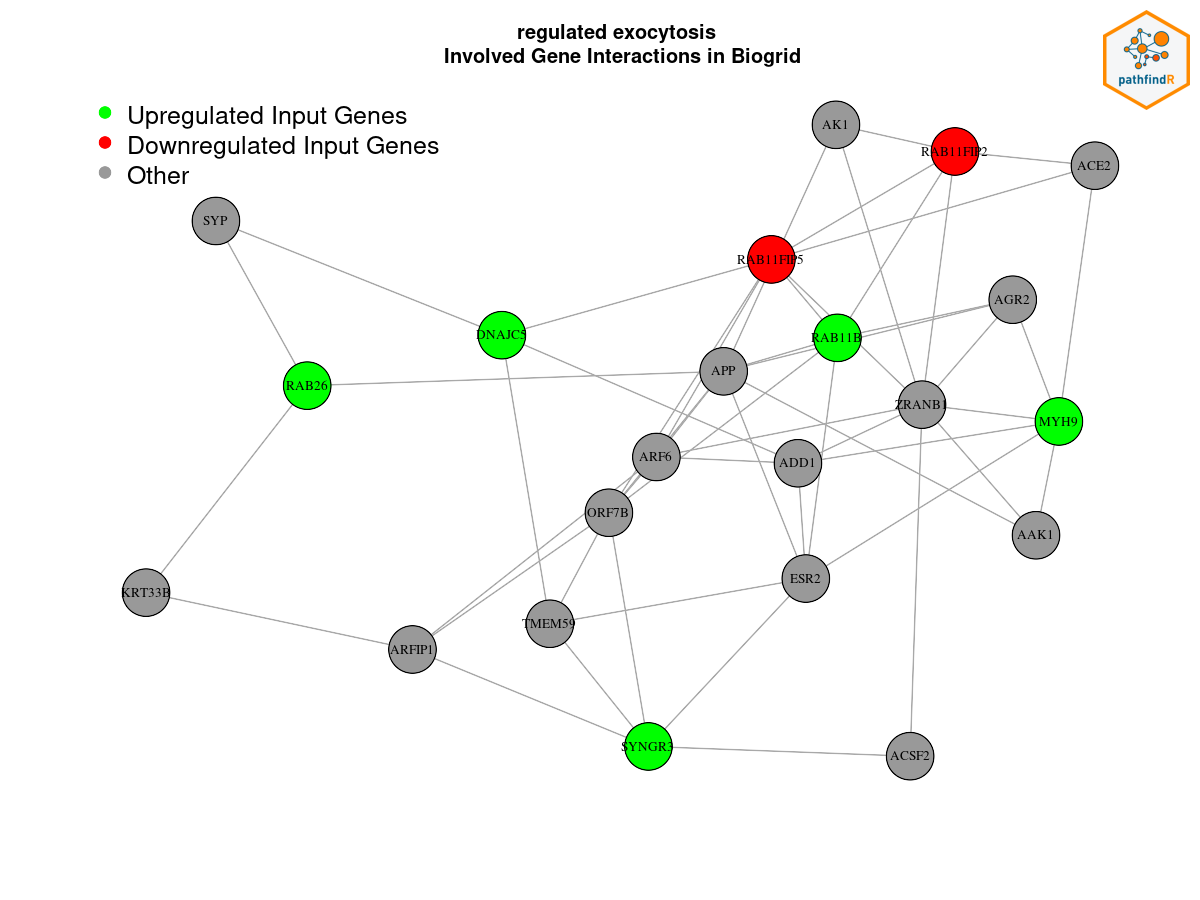 regulated exocytosis
Involved Gene Interactions in Biogrid
pathfindR
Upregulated Input Genes
Downregulated Input Genes
Other
AK1
RAB11FIP2
ACE2
SYP
RAB11FIP5
AGR2
DNAJC5
RAB11B
APP
RAB26
ZRANB1
MYH9
ARF6
ADD1
ORF7B
AAK1
ESR2
KRT33B
TMEM59
ARFIP1
SYNGR3
ACSF2